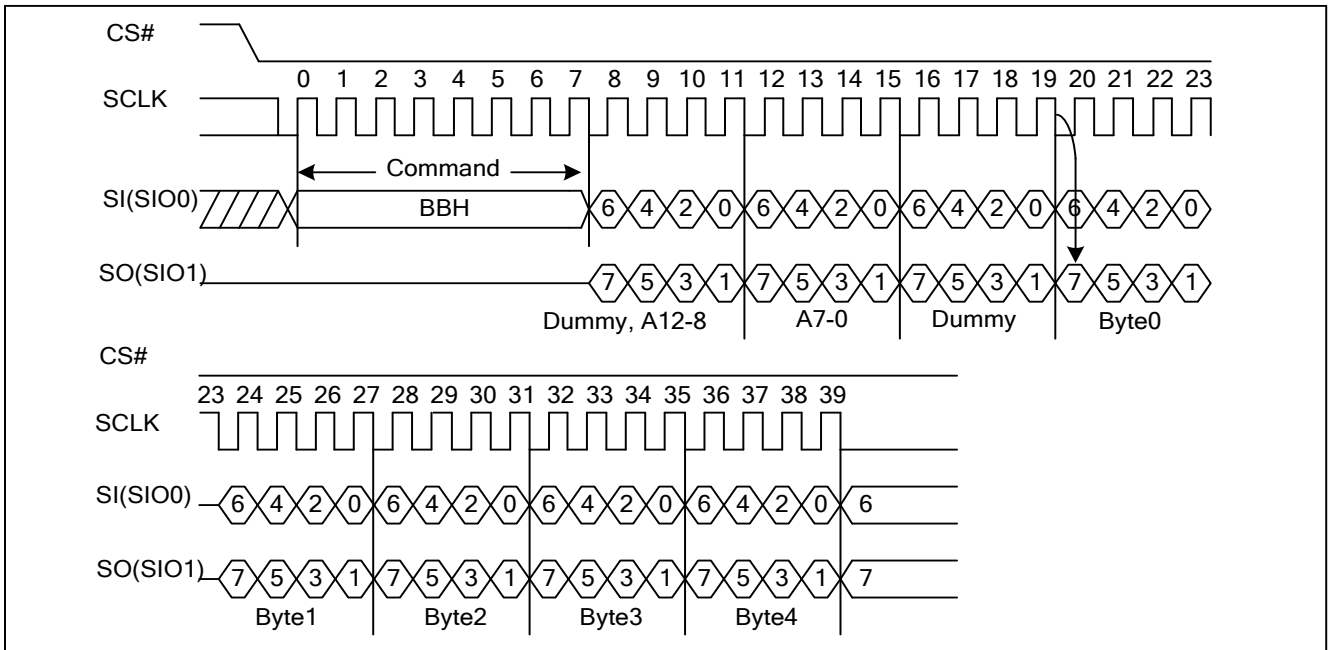 CS#
0 1 2 3 4 5 6 7 8 9 10 11 12 13 14 15 16 17 18 19 20 21 22 23
SCLK
Command
SI(SIO0) BBH 6 4 2 0 6 4 2 0 6 4 2 0 6 4 2 0
SO(SIO1) 7 5 3 1 7 5 3 1 7 5 3 1 7 5 3 1
Dummy, A12-8 A7-0 Dummy Byte0
CS#
23 24 25 26 27 28 29 30 31 32 33 34 35 36 37 38 39
SCLK
SI(SIO0) 6 4 2 0 6 4 2 0 6 4 2 0 6 4 2 0 6
SO(SIO1) 7 5 3 1 7 5 3 1 7 5 3 1 7 5 3 1 7
Byte1 Byte2 Byte3 Byte4